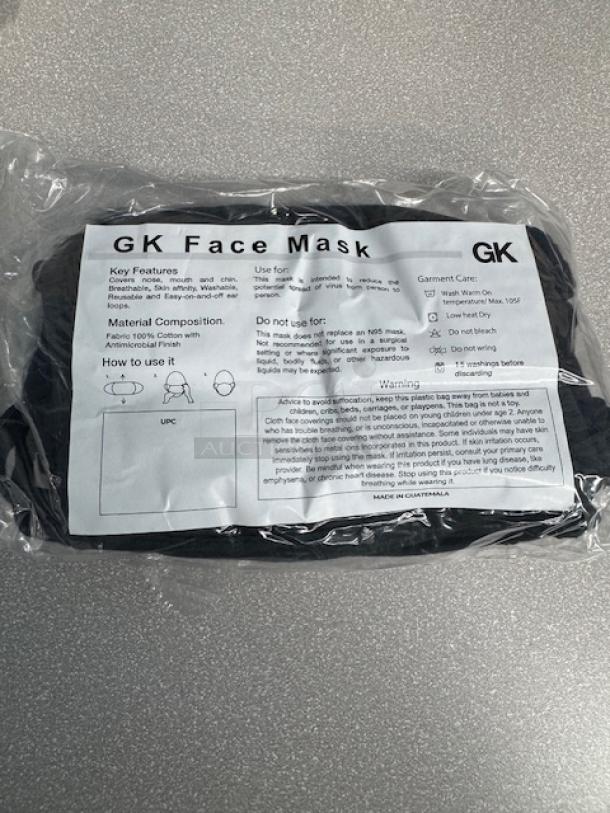 GK Face Mask
GK
Key Features
Covers nose, mouth and chin.
Breathable, Skin affinity, Washable,
Reusable and Easy-on-and-off ear
loops.
Material Composition.
Fabric 100% Cotton with
Antimicrobial Finish
How to use it
UPC
Use for:
This mask is intended to reduce the
potential spread of virus from person to
person.
Do not use for:
This mask does not replace an N95 mask.
Not recommended for use in a surgical
setting or where significant exposure to
liquid, bodily fluids, or other hazardous
liquids may be expected.
Garment Care:
Wash Warm On
temperature/ Max. 105F
Low heat Dry
Do not bleach
Do not wring
15 washings before
discarding
Warning
Advice to avoid suffocation, keep this plastic bag away from babies and
children, cribs, beds, carriages, or playpens. This bag is not a toy.
Cloth face coverings should not be placed on young children under age 2. Anyone
who has trouble breathing, or is unconscious, incapacitated or otherwise unable to
remove the cloth face covering without assistance. Some individuals may have skin
sensivities to metal ions incorporated in this product. If skin irritation occurs,
immediately stop using the mask. If irritation persist, consult your primary care
provider. Be mindful when wearing this product if you have lung disease, like
emphysema, or chronic heart disease. Stop using this product if you notice difficulty
breathing while wearing it.
MADE IN GUATEMALA